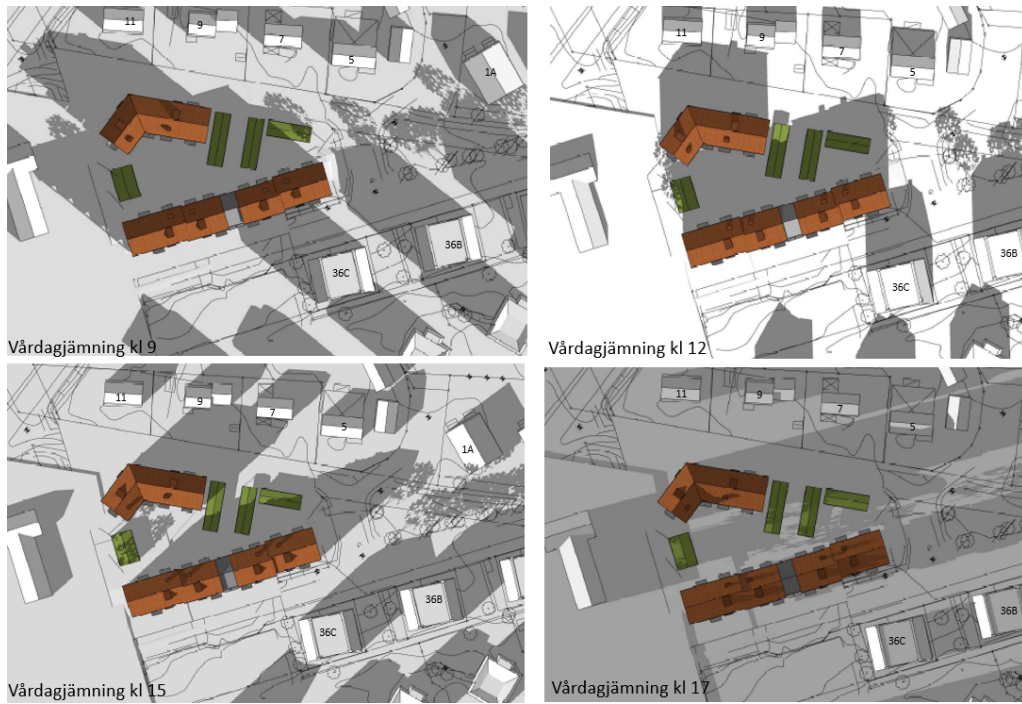 11
9
7
5
1A
36B
36C
Vårdagjämning kl 9
11
9
7
5
36B
36C
Vårdagjämning kl 12
11
9
7
5
1A
36B
36C
Vårdagjämning kl 15
11
9
7
5
36B
36C
Vårdagjämning kl 17